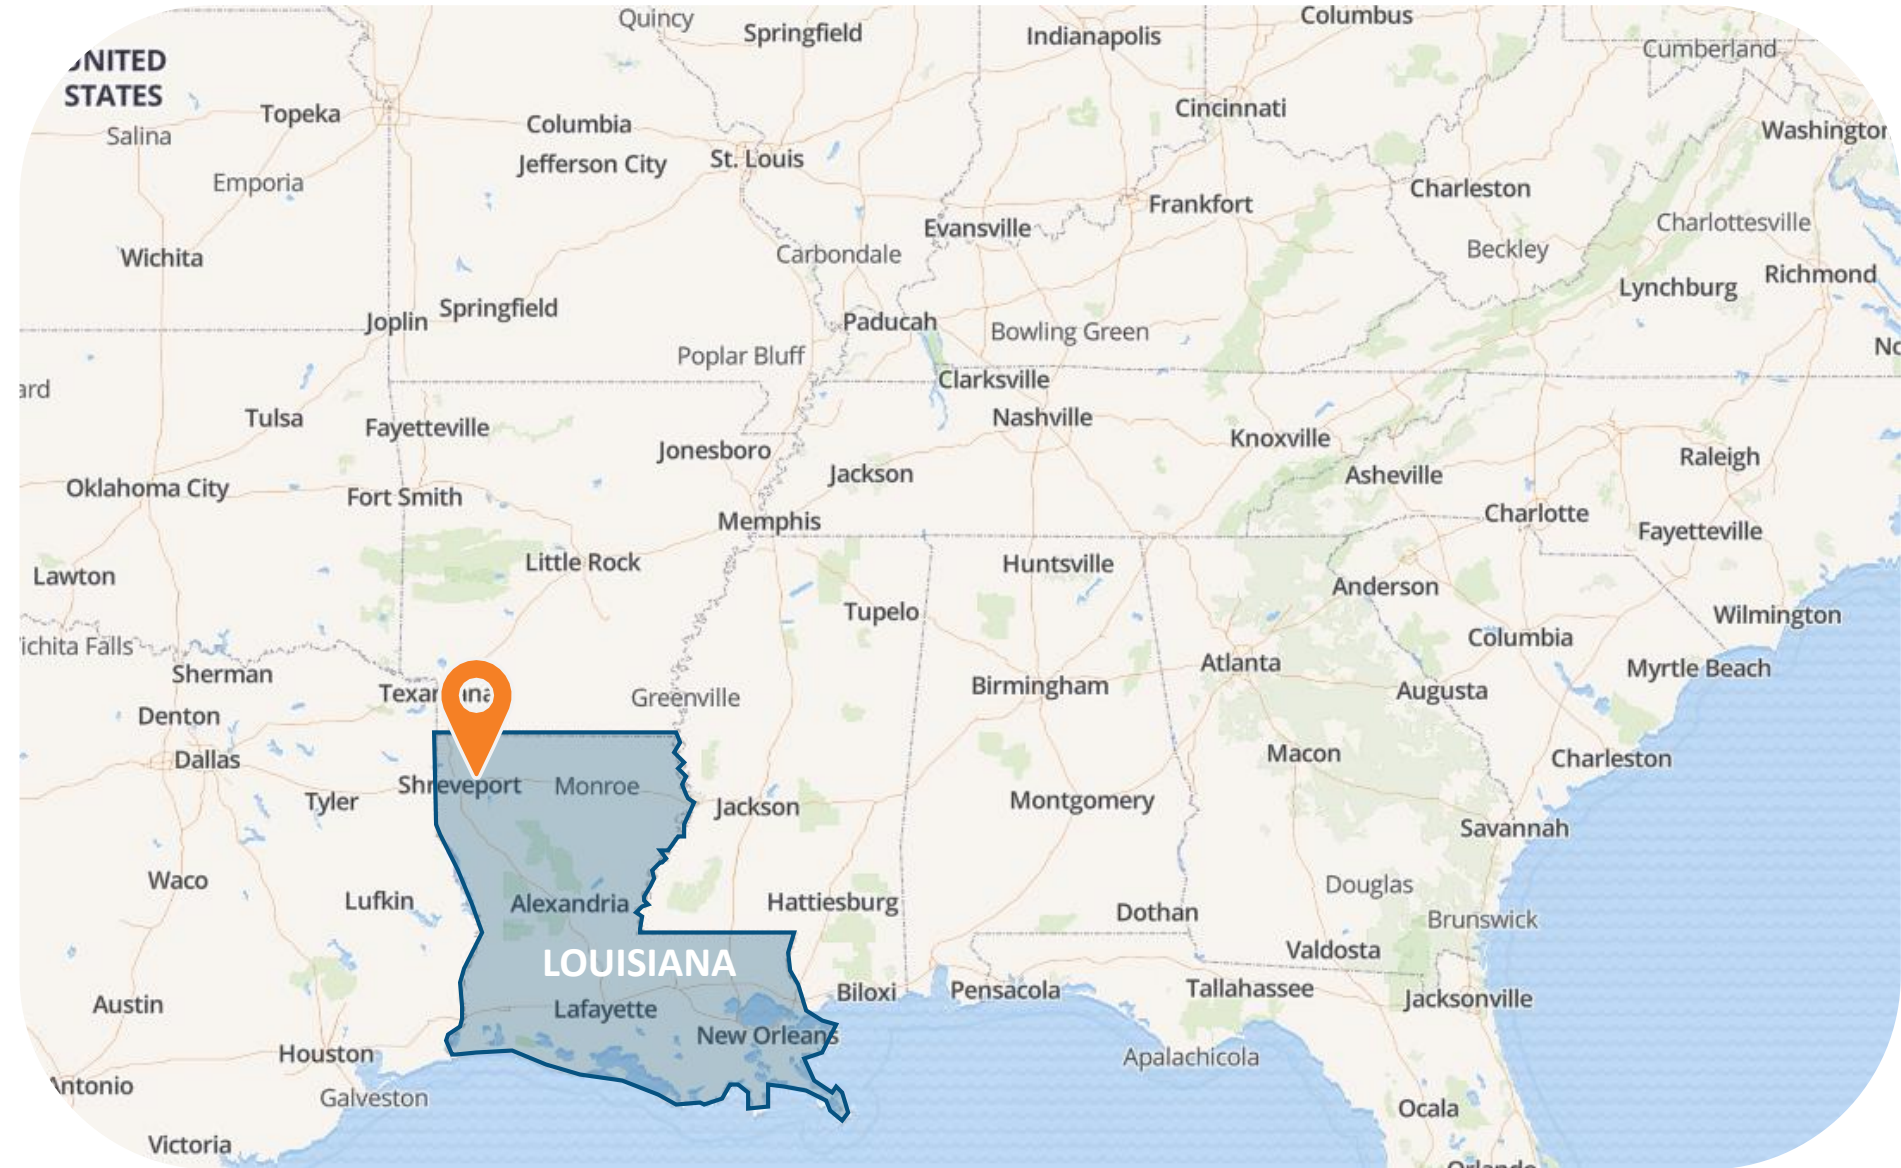 Quincy
Springfield
Indianapolis
Columbus
Cumberland
UNITED
STATES
Topeka
Salina
Columbia
Cincinnati
Washington
Jefferson City
St. Louis
Emporia
Charleston
Frankfort
Evansville
Charlottesville
Carbondale
Beckley
Wichita
Lynchburg
Richmond
Springfield
Joplin
Paducah
Bowling Green
Poplar Bluff
Clarksville
Tulsa
Fayetteville
Nashville
Jonesboro
Knoxville
Raleigh
Jackson
Asheville
Oklahoma City
Fort Smith
Charlotte
Memphis
Fayetteville
Little Rock
Huntsville
Lawton
Anderson
Tupelo
Wilmington
Columbia
ichita Falls
Sherman
Atlanta
Myrtle Beach
Birmingham
Augusta
Greenville
Denton
Dallas
Macon
Charleston
Shreveport
Monroe
Tyler
Jackson
Montgomery
Savannah
Waco
Douglas
Lufkin
Alexandria
Hattiesburg
Dothan
Brunswick
Valdosta
LOUISIANA
Biloxi
Pensacola
Tallahassee
Jacksonville
Austin
Lafayette
New Orleans
Houston
Apalachicola
Antonio
Galveston
Ocala
Victoria
Orlando